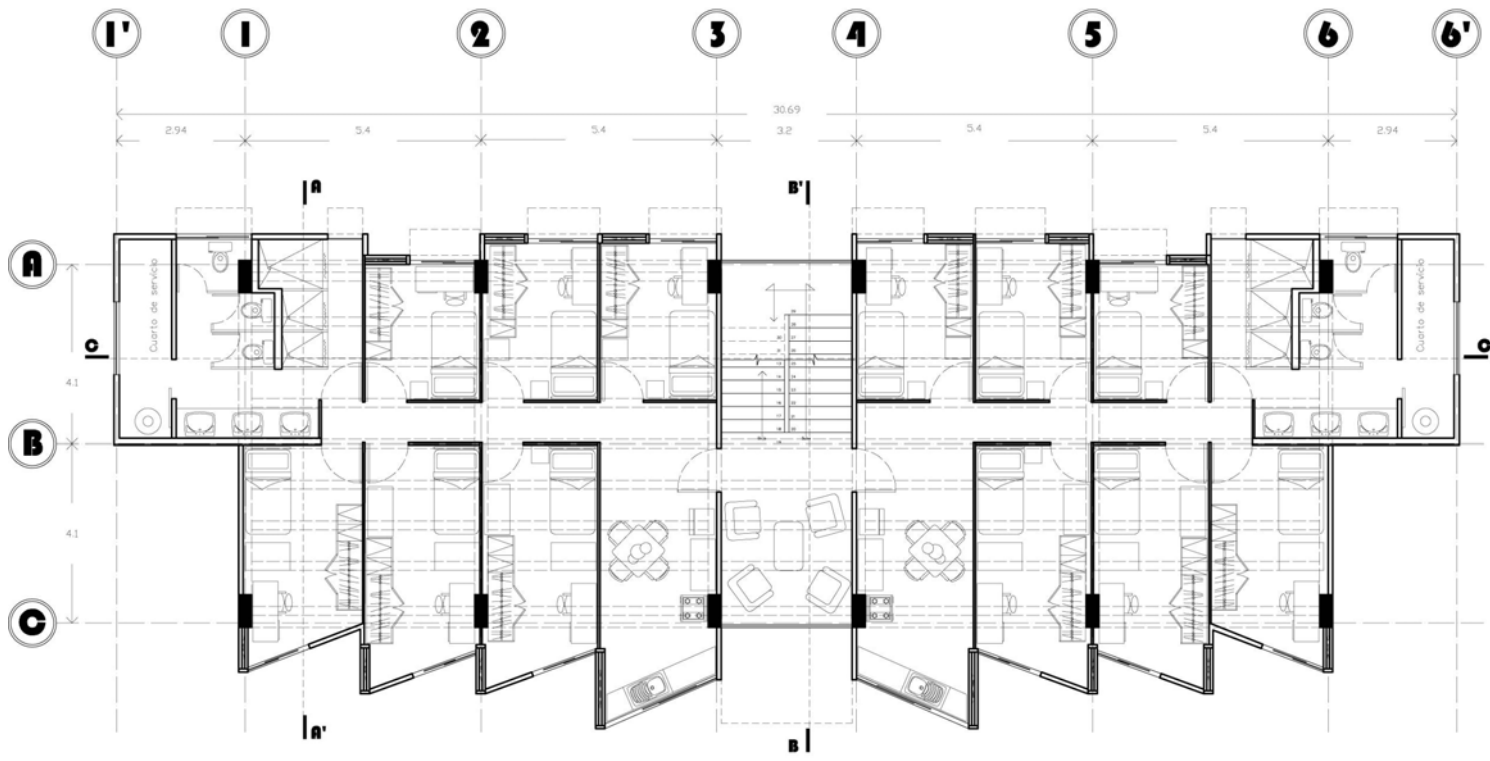 1' 1 2 3 4 5 6 6'
30.69
2.94 5.4 5.4 3.2 5.4 5.4 2.94
A B'
A
Cuarto de servicio Cuarto de servicio
C C
4.1
B
4.1
C
A' B